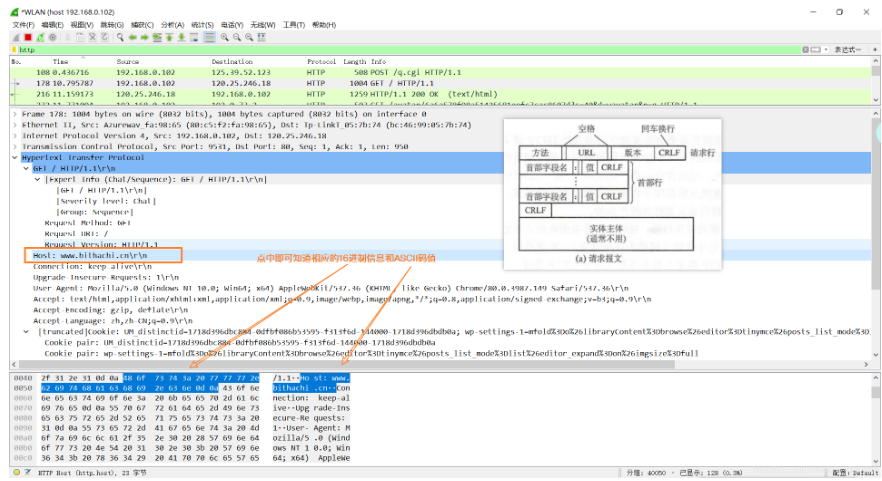 *WLAN (host 192.168.0.102)
文件(F) 编辑(E) 视图(V) 跳转(G) 捕获(C) 分析(A) 统计(S) 电话(Y) 无线(W) 工具(T) 帮助(H)
http
表达式…
No. Time Source Destination Protocol Length Info
108 0.436716 192.168.0.102 125.39.52.123 HTTP 508 POST /q.cgi HTTP/1.1
178 10.795787 192.168.0.102 120.25.246.18 HTTP 1004 GET / HTTP/1.1
216 11.159173 120.25.246.18 192.168.0.102 HTTP 1259 HTTP/1.1 200 OK (text/html)
Frame 178: 1004 bytes on wire (8032 bits), 1004 bytes captured (8032 bits) on interface 0
Ethernet II, Src: Azurewav_fa:98:65 (80:c5:f2:fa:98:65), Dst: Tp-LinkT_05:7b:74 (bc:46:99:05:7b:74)
Internet Protocol Version 4, Src: 192.168.0.102, Dst: 120.25.246.18
Transmission Control Protocol, Src Port: 9531, Dst Port: 80, Seq: 1, Ack: 1, Len: 950
Hypertext Transfer Protocol
GET / HTTP/1.1\r\n
[Expert Info (Chat/Sequence): GET / HTTP/1.1\r\n]
[GET / HTTP/1.1\r\n]
[Severity level: Chat]
[Group: Sequence]
Request Method: GET
Request URI: /
Request Version: HTTP/1.1
Host: www.bithachi.cn\r\n
Connection: keep-alive\r\n
Upgrade-Insecure-Requests: 1\r\n
User-Agent: Mozilla/5.0 (Windows NT 10.0; Win64; x64) AppleWebKit/537.36 (KHTML, like Gecko) Chrome/80.0.3987.149 Safari/537.36\r\n
Accept: text/html,application/xhtml+xml,application/xml;q=0.9,image/webp,image/apng,*/*;q=0.8,application/signed-exchange;v=b3;q=0.9\r\n
Accept-Encoding: gzip, deflate\r\n
Accept-Language: zh,zh-CN;q=0.9\r\n
[truncated]Cookie: UM_distinctid=1718d396dbc884-0dfbf086b53595-f313f6d-144000-1718d396dbdb0a; wp-settings-1=mfold%3Do%26libraryContent%3Dbrowse%26editor%3Dtinymce%26posts_list_mode%3D
Cookie pair: UM_distinctid=1718d396dbc884-0dfbf086b53595-f313f6d-144000-1718d396dbdb0a
Cookie pair: wp-settings-1=mfold%3Do%26libraryContent%3Dbrowse%26editor%3Dtinymce%26posts_list_mode%3Dlist%26editor_expand%3Don%26imgsize%3Dfull
点中即可知道相应的16进制信息和ASCII码值
空格 回车换行
方法 URL 版本 CRLF 请求行
首部字段名 : 值 CRLF
⋮ 首部行
首部字段名 : 值 CRLF
CRLF
实体主体
(通常不用)
(a) 请求报文
0040 2f 31 2e 31 0d 0a 48 6f 73 74 3a 20 77 77 77 2e /1.1··Ho st: www.
0050 62 69 74 68 61 63 68 69 2e 63 6e 0d 0a 43 6f 6e bithachi .cn··Con
0060 6e 65 63 74 69 6f 6e 3a 20 6b 65 65 70 2d 61 6c nection: keep-al
0070 69 76 65 0d 0a 55 70 67 72 61 64 65 2d 49 6e 73 ive··Upg rade-Ins
0080 65 63 75 72 65 2d 52 65 71 75 65 73 74 73 3a 20 ecure-Re quests:
0090 31 0d 0a 55 73 65 72 2d 41 67 65 6e 74 3a 20 4d 1··User- Agent: M
00a0 6f 7a 69 6c 6c 61 2f 35 2e 30 20 28 57 69 6e 64 ozilla/5 .0 (Wind
00b0 6f 77 73 20 4e 54 20 31 30 2e 30 3b 20 57 69 6e ows NT 1 0.0; Win
00c0 36 34 3b 20 78 36 34 29 20 41 70 70 6c 65 57 65 64; x64) AppleWe
HTTP Host (http.host), 23 字节
分组: 40050 · 已显示: 128 (0.3%)
配置: Default